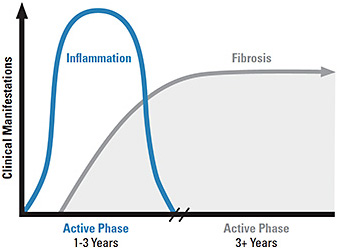 Clinical Manifestations
Inflammation
Fibrosis
Active Phase
1-3 Years
Active Phase
3+ Years